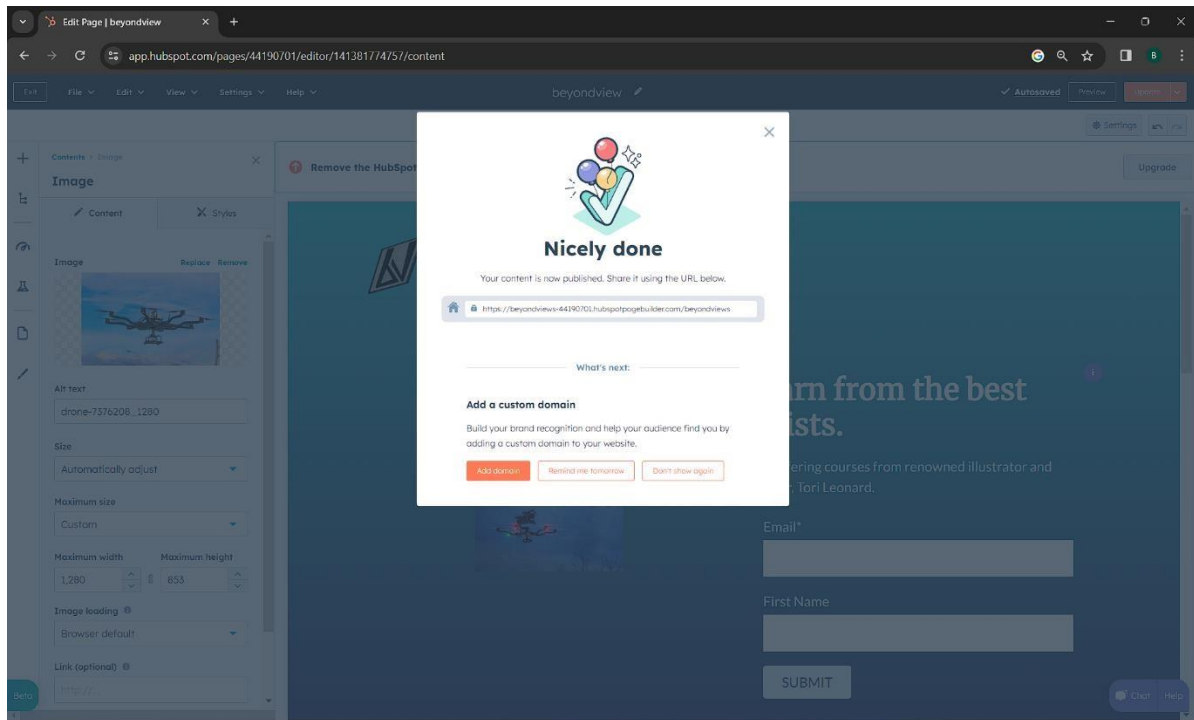 Edit Page | beyondview
app.hubspot.com/pages/44190701/editor/141381774757/content
B
Exit File Edit View Settings Help beyondview Autosaved Preview Update
Settings
Contents > Image
Image
Remove the HubSpot
Upgrade
Content Styles
Image Replace Remove
Alt text
drone-7376208_1280
Size
Automatically adjust
Maximum size
Custom
Maximum width Maximum height
1,280 853
Image loading
Browser default
Link (optional)
http://
Beta
Nicely done
Your content is now published. Share it using the URL below.
https://beyondviews-44190701.hubspotpagebuilder.com/beyondviews
What's next:
Add a custom domain
Build your brand recognition and help your audience find you by
adding a custom domain to your website.
Add domain Remind me tomorrow Don't show again
rn from the best
ists.
ering courses from renowned illustrator and
r, Tori Leonard.
Email*
First Name
SUBMIT
Chat Help